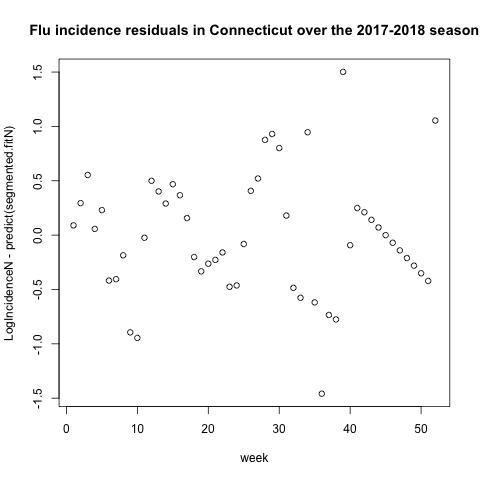 Flu incidence residuals in Connecticut over the 2017-2018 season
LogIncidenceN - predict(segmented.fitN)
1.5
1.0
0.5
0.0
-0.5
-1.0
-1.5
0 10 20 30 40 50
week